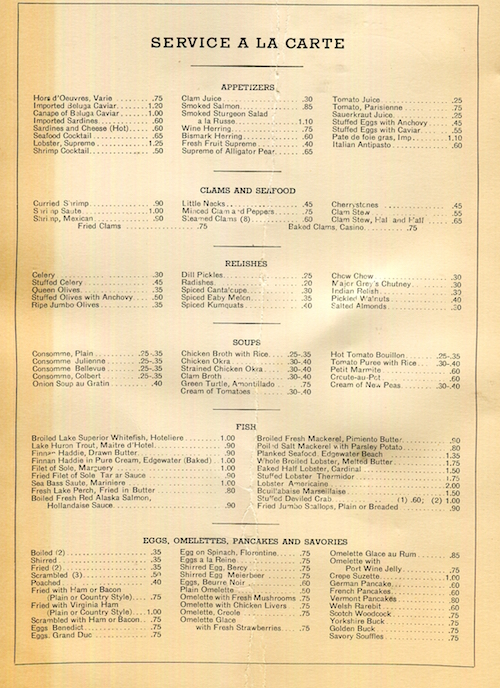 SERVICE A LA CARTE
APPETIZERS
Hors d'Oeuvres, Varie .75
Imported Beluga Caviar 1.20
Canape of Beluga Caviar 1.00
Imported Sardines .60
Sardines and Cheese (Hot) .60
Seafood Cocktail .65
Lobster, Supreme 1.25
Shrimp Cocktail .50
Clam Juice .30
Smoked Salmon .85
Smoked Sturgeon Salad
a la Russe 1.10
Wine Herring .75
Bismark Herring .60
Fresh Fruit Supreme .40
Supreme of Alligator Pear .65
Tomato Juice .25
Tomato, Parisienne .75
Sauerkraut Juice .25
Stuffed Eggs with Anchovy .45
Stuffed Eggs with Caviar .55
Pate de foie gras, Imp. 1.10
Italian Antipasto .60
CLAMS AND SEAFOOD
Curried Shrimp .90
Shrimp Saute 1.00
Shrimp, Mexican .90
Little Necks .45
Minced Clam and Peppers .75
Steamed Clams (8) .60
Cherrystones .45
Clam Stew .55
Clam Stew, Half and Half .65
Fried Clams .75 Baked Clams, Casino .75
RELISHES
Celery .30
Stuffed Celery .45
Queen Olives .35
Stuffed Olives with Anchovy .50
Ripe Jumbo Olives .35
Dill Pickles .25
Radishes .20
Spiced Cantaloupe .30
Spiced Baby Melon .35
Spiced Kumquats .40
Chow Chow .30
Major Grey's Chutney .30
Indian Relish .30
Pickled Walnuts .40
Salted Almonds .50
SOUPS
Consomme, Plain .25-.35
Consomme Julienne .25-.35
Consomme Bellevue .25-.35
Consomme, Colbert .25-.35
Onion Soup au Gratin .40
Chicken Broth with Rice .25-.35
Chicken Okra .30-.40
Strained Chicken Okra .30-.40
Clam Broth .30-.40
Green Turtle, Amontillado .75
Cream of Tomatoes .30-.40
Hot Tomato Bouillon .25-.35
Tomato Puree with Rice .30-.40
Petit Marmite .60
Croute-au-Pot .60
Cream of New Peas .30-.40
FISH
Broiled Lake Superior Whitefish, Hoteliere 1.00
Lake Huron Trout, Maitre d'Hotel .90
Finnan Haddie, Drawn Butter .90
Finnan Haddie in Pure Cream, Edgewater (Baked) 1.00
Filet of Sole, Marguery 1.00
Fried Filet of Sole Tartar Sauce .90
Sea Bass Saute, Mariniere 1.00
Fresh Lake Perch, Fried in Butter .80
Boiled Fresh Red Alaska Salmon,
Hollandaise Sauce .90
Broiled Fresh Mackerel, Pimiento Butter
Boiled Salt Mackerel with Parsley Potato .80
Planked Seafood, Edgewater Beach 1.35
Whole Broiled Lobster, Melted Butter 1.75
Baked Half Lobster, Cardinal 1.50
Stuffed Lobster Thermidor 1.75
Lobster Americaine 2.00
Bouillabaise Marseillaise 1.50
Stuffed Deviled Crab (1) .60; (2) 1.00
Fried Jumbo Scallops, Plain or Breaded .90
EGGS, OMELETTES, PANCAKES AND SAVORIES
Boiled (2) .35
Shirred .35
Fried (2) .35
Scrambled (3)
Poached .40
Fried with Ham or Bacon
(Plain or Country Style) .75
Fried with Virginia Ham
(Plain or Country Style) 1.00
Scrambled with Ham or Bacon .75
Eggs, Benedict .75
Eggs, Grand Duc .75
Egg on Spinach, Florentine .75
Eggs a la Reine .75
Shirred Egg, Bercy .75
Shirred Egg Meierbeer .75
Eggs, Beurre Noir .60
Plain Omelette .50
Omelette with Fresh Mushrooms .75
Omelette with Chicken Livers .75
Omelette, Creole .75
Omelette Glace
with Fresh Strawberries .75
Omelette Glace au Rum .85
Omelette with
Port Wine Jelly .75
Crepe Suzette 1.00
German Pancake .60
French Pancakes .60
Vermont Pancakes .80
Welsh Rarebit .60
Scotch Woodcock .75
Yorkshire Buck .75
Golden Buck .75
Savory Souffles .75